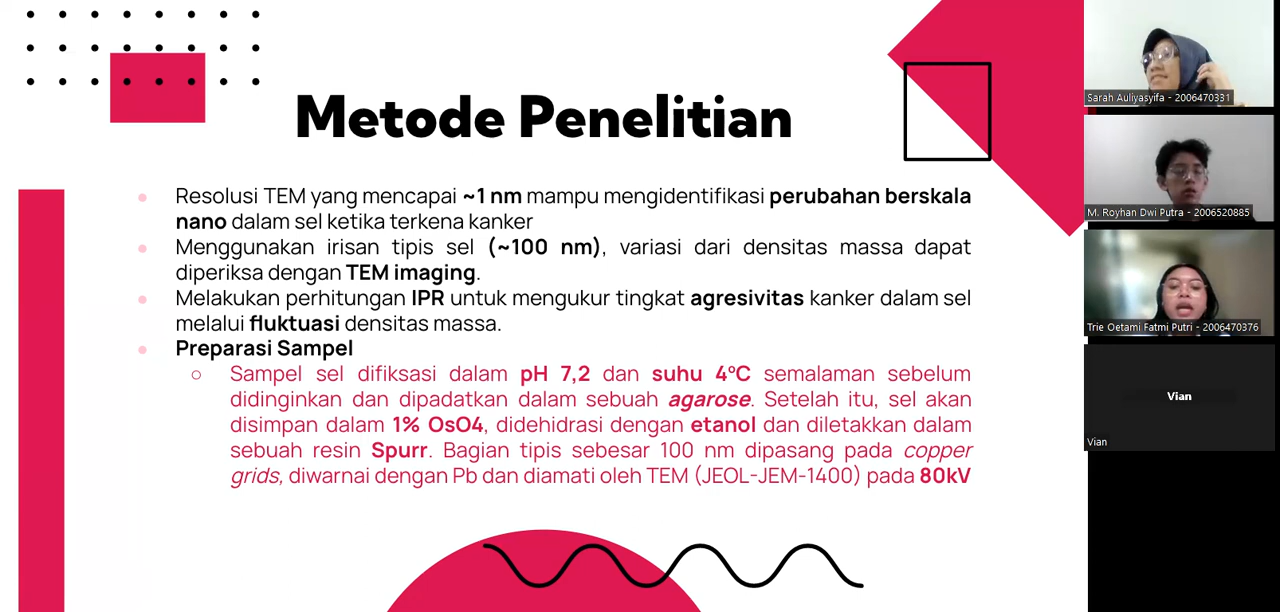 Metode Penelitian
Resolusi TEM yang mencapai ~1 nm mampu mengidentifikasi perubahan berskala
nano dalam sel ketika terkena kanker
Menggunakan irisan tipis sel (~100 nm), variasi dari densitas massa dapat
diperiksa dengan TEM imaging.
Melakukan perhitungan IPR untuk mengukur tingkat agresivitas kanker dalam sel
melalui fluktuasi densitas massa.
Preparasi Sampel
Sampel sel difiksasi dalam pH 7,2 dan suhu 4°C semalaman sebelum
didinginkan dan dipadatkan dalam sebuah agarose. Setelah itu, sel akan
disimpan dalam 1% OsO4, didehidrasi dengan etanol dan diletakkan dalam
sebuah resin Spurr. Bagian tipis sebesar 100 nm dipasang pada copper
grids, diwarnai dengan Pb dan diamati oleh TEM (JEOL-JEM-1400) pada 80kV
Sarah Auliyasyifa - 2006470331
M. Royhan Dwi Putra - 2006520885
Trie Oetami Fatmi Putri - 2006470376
Vian
Vian